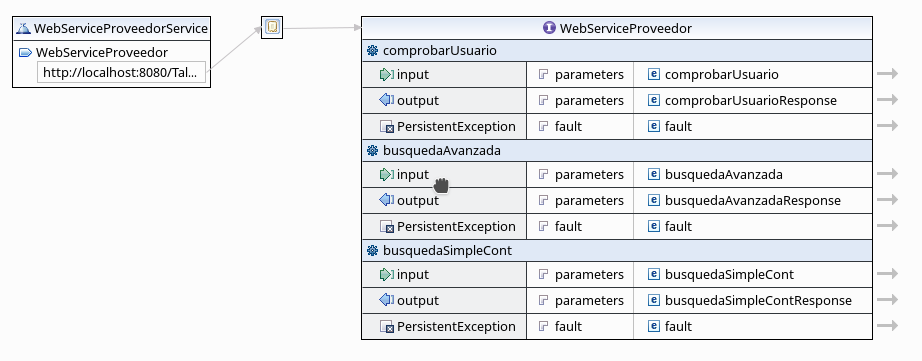 WebServiceProveedorService
WebServiceProveedor
http://localhost:8080/Tal...
WebServiceProveedor
comprobarUsuario
input parameters comprobarUsuario
output parameters comprobarUsuarioResponse
PersistentException fault fault
busquedaAvanzada
input parameters busquedaAvanzada
output parameters busquedaAvanzadaResponse
PersistentException fault fault
busquedaSimpleCont
input parameters busquedaSimpleCont
output parameters busquedaSimpleContResponse
PersistentException fault fault